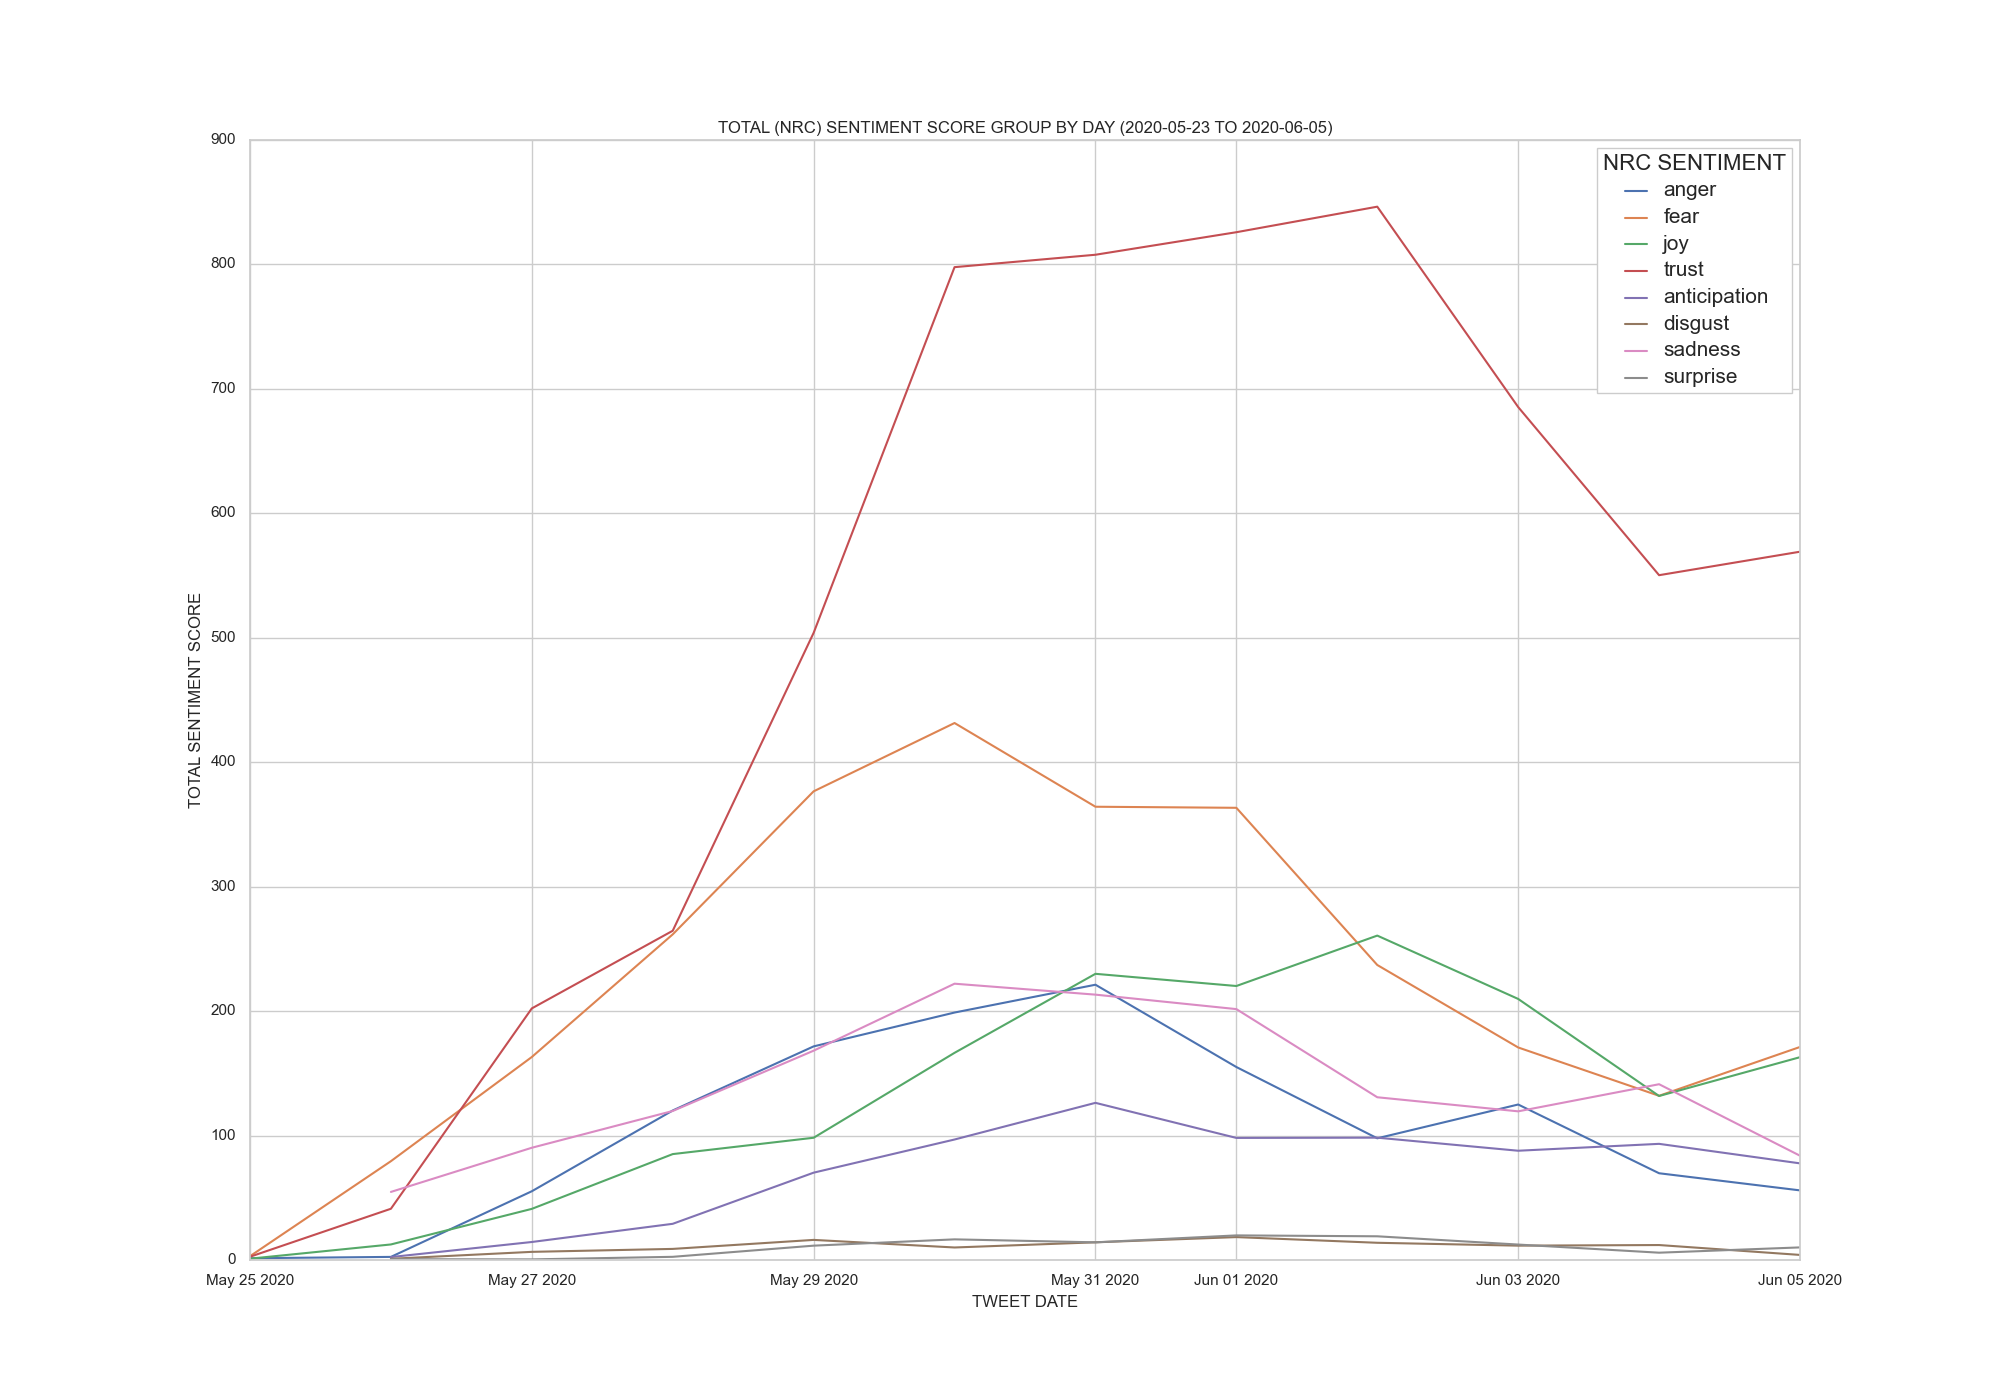 TOTAL (NRC) SENTIMENT SCORE GROUP BY DAY (2020-05-23 TO 2020-06-05)
NRC SENTIMENT
anger
fear
joy
trust
anticipation
disgust
sadness
surprise
TOTAL SENTIMENT SCORE
900
800
700
600
500
400
300
200
100
0
May 25 2020 May 27 2020 May 29 2020 May 31 2020 Jun 01 2020 Jun 03 2020 Jun 05 2020
TWEET DATE